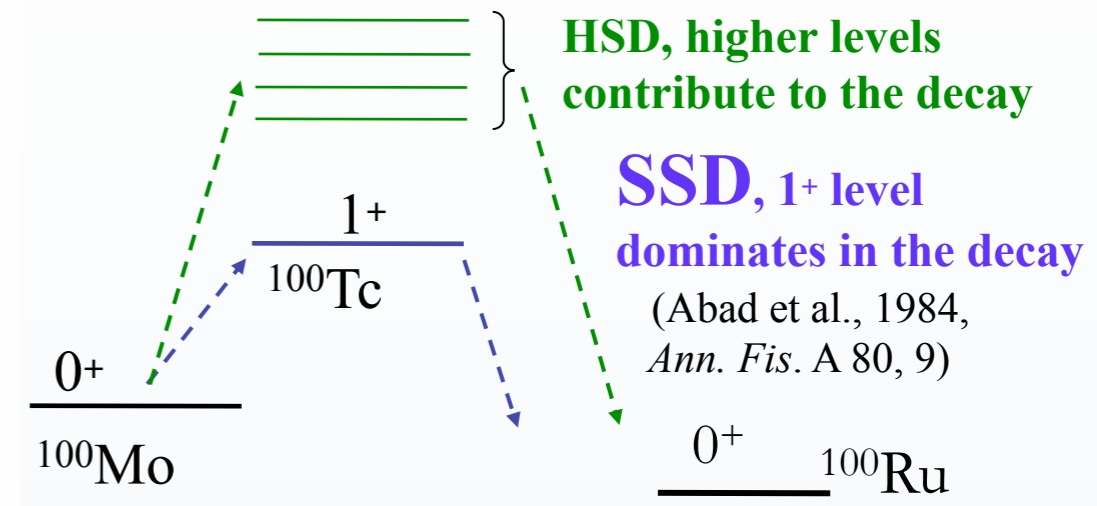 HSD, higher levels
contribute to the decay
SSD, 1⁺ level
dominates in the decay
(Abad et al., 1984,
Ann. Fis. A 80, 9)
1⁺
¹⁰⁰Tc
0⁺
¹⁰⁰Mo
0⁺
¹⁰⁰Ru